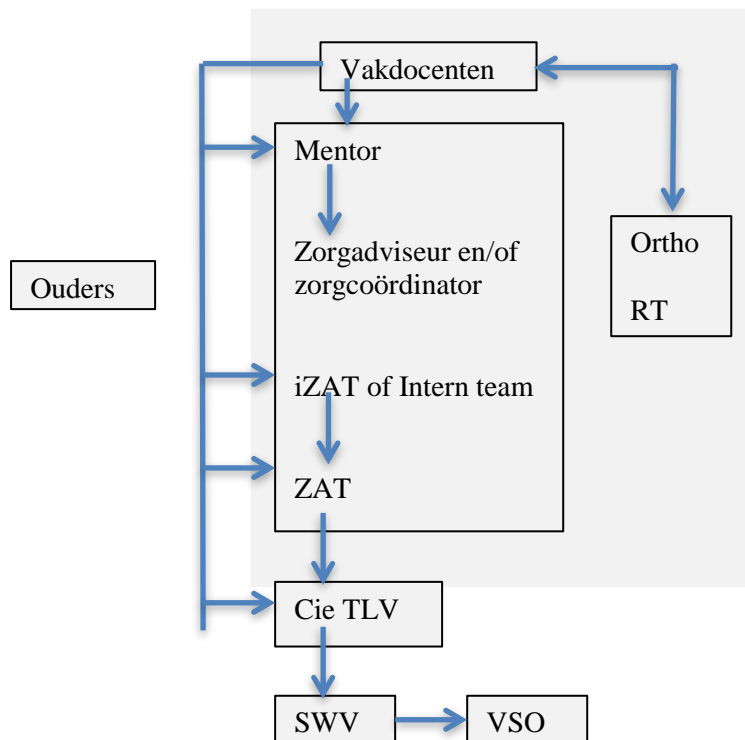 Vakdocenten
Mentor
Zorgadviseur en/of
zorgcoördinator
Ortho
RT
Ouders
iZAT of Intern team
ZAT
Cie TLV
SWV
VSO